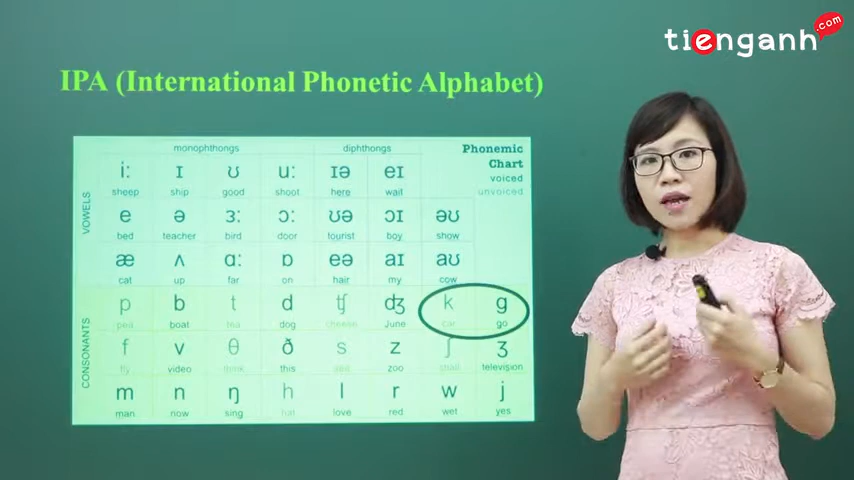 tienganh.com
IPA (International Phonetic Alphabet)
monophthongs diphthongs Phonemic Chart voiced unvoiced
VOWELS
iː ɪ ʊ uː ɪə eɪ
sheep ship good shoot here wait
e ə ɜː ɔː ʊə ɔɪ əʊ
bed teacher bird door tourist boy show
æ ʌ ɑː ɒ eə aɪ aʊ
cat up far on hair my cow
CONSONANTS
p b t d ʧ ʤ k g
pea boat tea dog cheese June car go
f v θ ð s z ʃ ʒ
fly video think this see zoo shall television
m n ŋ h l r w j
man now sing hat love red wet yes